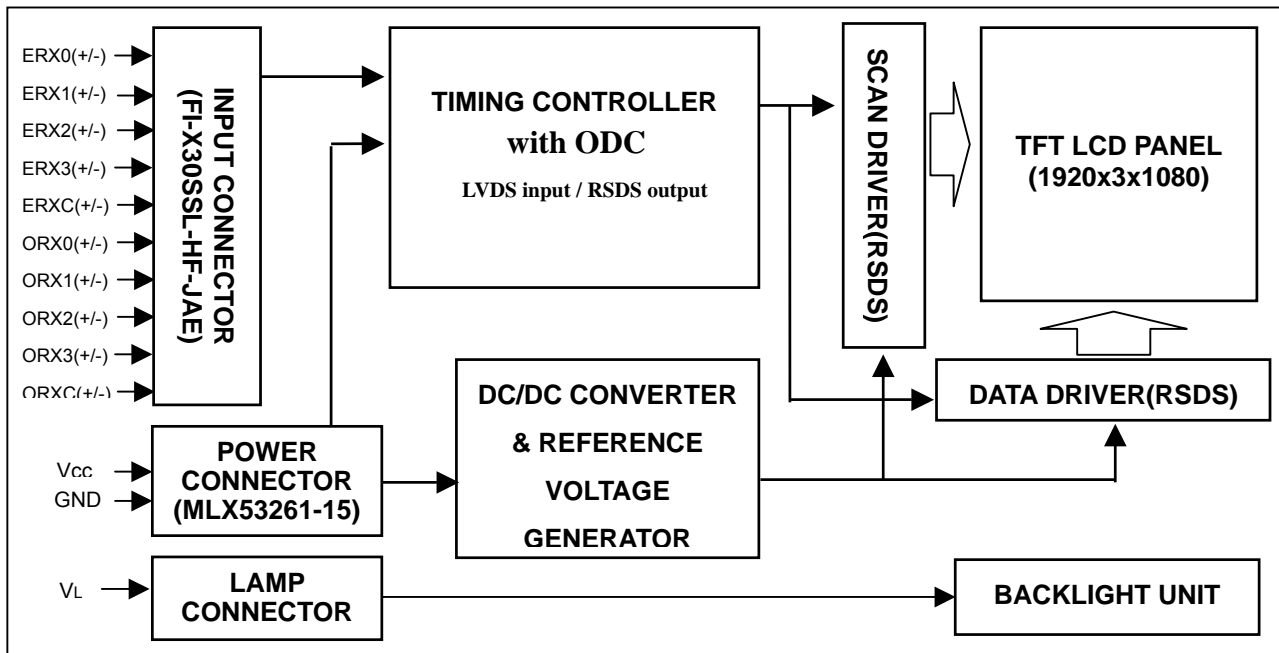 ERX0(+/-)
ERX1(+/-)
ERX2(+/-)
ERX3(+/-)
ERXC(+/-)
ORX0(+/-)
ORX1(+/-)
ORX2(+/-)
ORX3(+/-)
ORXC(+/-)
INPUT CONNECTOR
(FI-X30SSL-HF-JAE)
TIMING CONTROLLER
with ODC
LVDS input / RSDS output
SCAN DRIVER(RSDS)
TFT LCD PANEL
(1920x3x1080)
DATA DRIVER(RSDS)
Vcc
GND
POWER
CONNECTOR
(MLX53261-15)
DC/DC CONVERTER
& REFERENCE
VOLTAGE
GENERATOR
VL
LAMP
CONNECTOR
BACKLIGHT UNIT